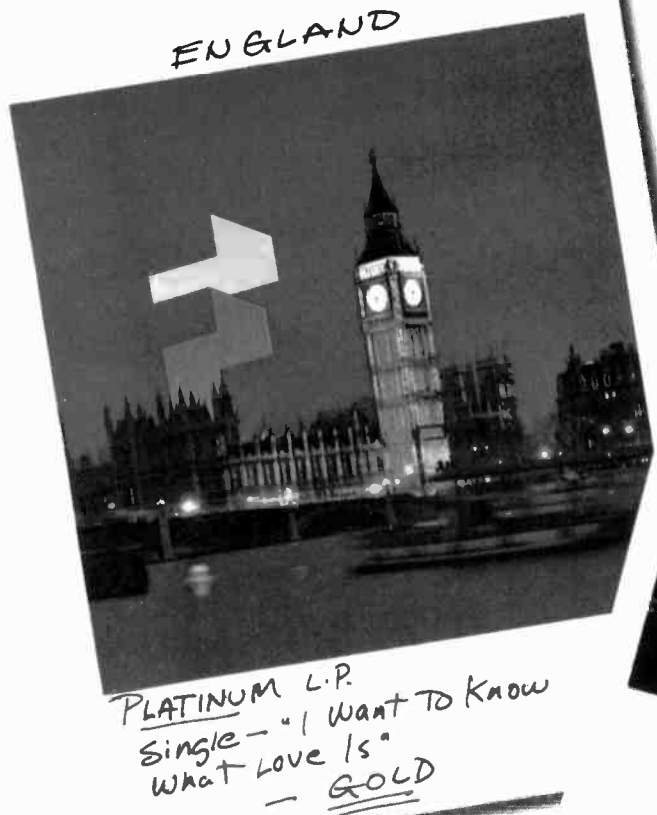 ENGLAND
PLATINUM L.P.
Single - "I Want To Know
What Love Is"
- GOLD